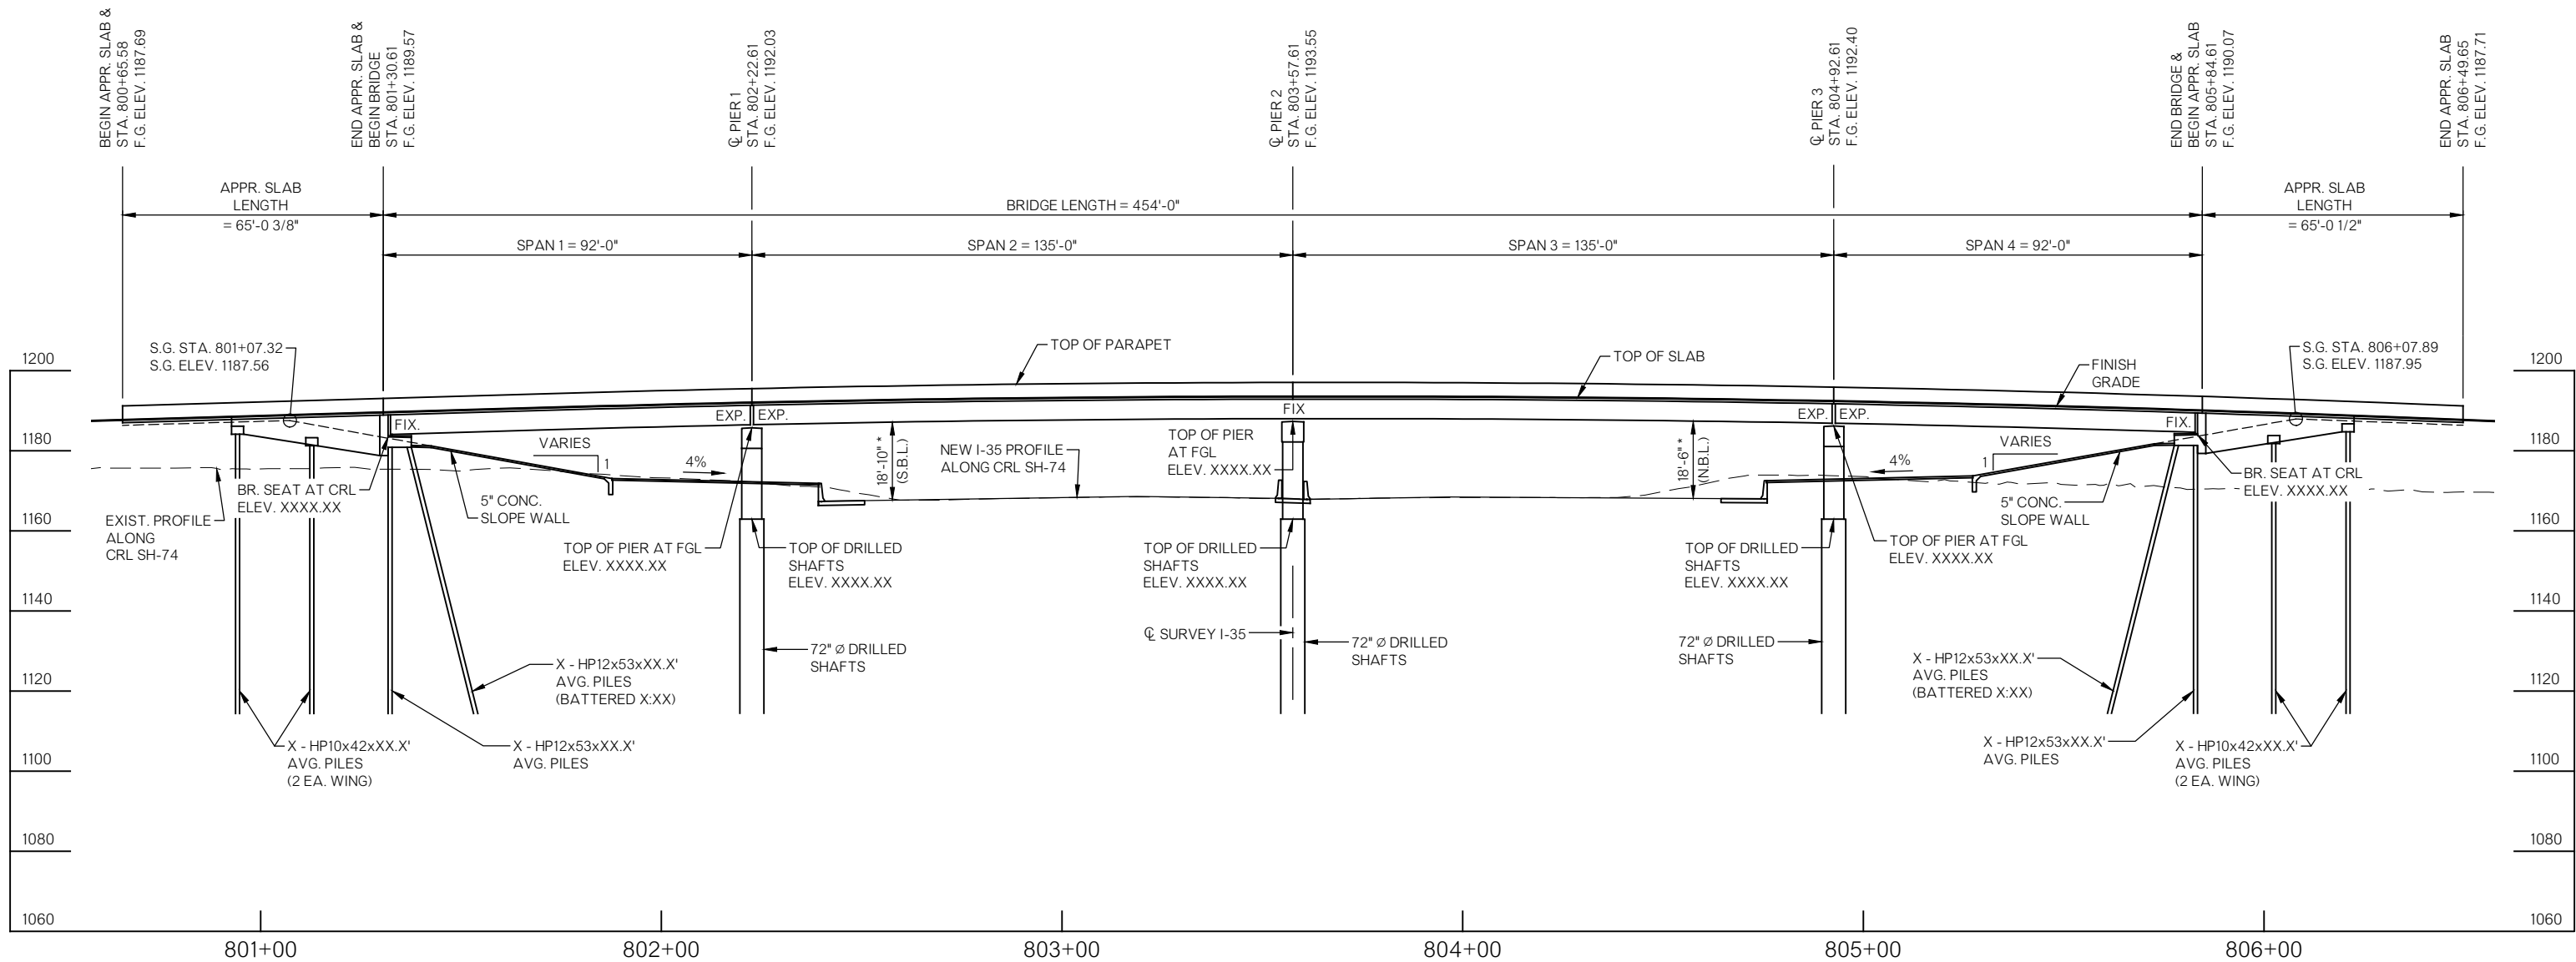 BEGIN APPR. SLAB &
STA. 800+65.58
F.G. ELEV. 1187.69
END APPR. SLAB &
BEGIN BRIDGE
STA. 801+30.61
F.G. ELEV. 1189.57
℄ PIER 1
STA. 802+22.61
F.G. ELEV. 1192.03
℄ PIER 2
STA. 803+57.61
F.G. ELEV. 1193.55
℄ PIER 3
STA. 804+92.61
F.G. ELEV. 1192.40
END BRIDGE &
BEGIN APPR. SLAB
STA. 805+84.61
F.G. ELEV. 1190.07
END APPR. SLAB
STA. 806+49.65
F.G. ELEV. 1187.71
APPR. SLAB
LENGTH
= 65'-0 3/8"
BRIDGE LENGTH = 454'-0"
APPR. SLAB
LENGTH
= 65'-0 1/2"
SPAN 1 = 92'-0"
SPAN 2 = 135'-0"
SPAN 3 = 135'-0"
SPAN 4 = 92'-0"
S.G. STA. 801+07.32
S.G. ELEV. 1187.56
TOP OF PARAPET
TOP OF SLAB
FINISH
GRADE
S.G. STA. 806+07.89
S.G. ELEV. 1187.95
1200
1180
1160
1140
1120
1100
1080
1060
1200
1180
1160
1140
1120
1100
1080
1060
FIX.
EXP.
EXP.
FIX
EXP.
EXP.
FIX.
VARIES
1
4%
18'-10" *
(S.B.L.)
NEW I-35 PROFILE
ALONG CRL SH-74
TOP OF PIER
AT FGL
ELEV. XXXX.XX
18'-6" *
(N.B.L.)
4%
VARIES
1
EXIST. PROFILE
ALONG
CRL SH-74
BR. SEAT AT CRL
ELEV. XXXX.XX
5" CONC.
SLOPE WALL
5" CONC.
SLOPE WALL
BR. SEAT AT CRL
ELEV. XXXX.XX
TOP OF PIER AT FGL
ELEV. XXXX.XX
TOP OF DRILLED
SHAFTS
ELEV. XXXX.XX
TOP OF DRILLED
SHAFTS
ELEV. XXXX.XX
TOP OF DRILLED
SHAFTS
ELEV. XXXX.XX
TOP OF PIER AT FGL
ELEV. XXXX.XX
℄ SURVEY I-35
72" Ø DRILLED
SHAFTS
72" Ø DRILLED
SHAFTS
72" Ø DRILLED
SHAFTS
X - HP12x53xXX.X'
AVG. PILES
(BATTERED X:XX)
X - HP12x53xXX.X'
AVG. PILES
(BATTERED X:XX)
X - HP10x42xXX.X'
AVG. PILES
(2 EA. WING)
X - HP12x53xXX.X'
AVG. PILES
X - HP12x53xXX.X'
AVG. PILES
X - HP10x42xXX.X'
AVG. PILES
(2 EA. WING)
801+00
802+00
803+00
804+00
805+00
806+00